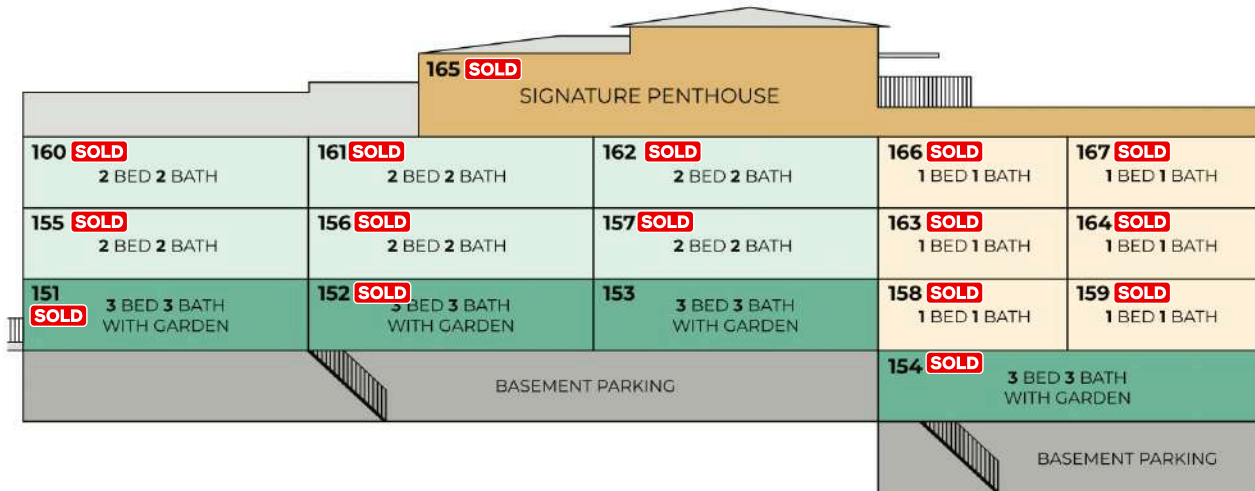 165 SOLD
SIGNATURE PENTHOUSE
160 SOLD
2 BED 2 BATH
161 SOLD
2 BED 2 BATH
162 SOLD
2 BED 2 BATH
166 SOLD
1 BED 1 BATH
167 SOLD
1 BED 1 BATH
155 SOLD
2 BED 2 BATH
156 SOLD
2 BED 2 BATH
157 SOLD
2 BED 2 BATH
163 SOLD
1 BED 1 BATH
164 SOLD
1 BED 1 BATH
151
SOLD
3 BED 3 BATH
WITH GARDEN
152 SOLD
3 BED 3 BATH
WITH GARDEN
153
3 BED 3 BATH
WITH GARDEN
158 SOLD
1 BED 1 BATH
159 SOLD
1 BED 1 BATH
BASEMENT PARKING
154 SOLD
3 BED 3 BATH
WITH GARDEN
BASEMENT PARKING